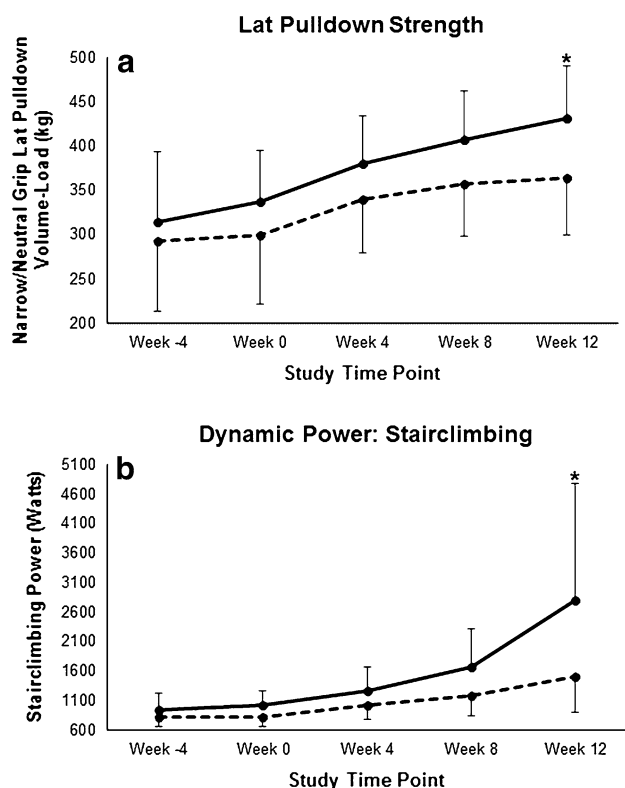 Lat Pulldown Strength
a
*
Narrow/Neutral Grip Lat Pulldown
Volume-Load (kg)
500
450
400
350
300
250
200
Week -4 Week 0 Week 4 Week 8 Week 12
Study Time Point
Dynamic Power: Stairclimbing
b
*
Stairclimbing Power (Watts)
5100
4600
4100
3600
3100
2600
2100
1600
1100
600
Week -4 Week 0 Week 4 Week 8 Week 12
Study Time Point